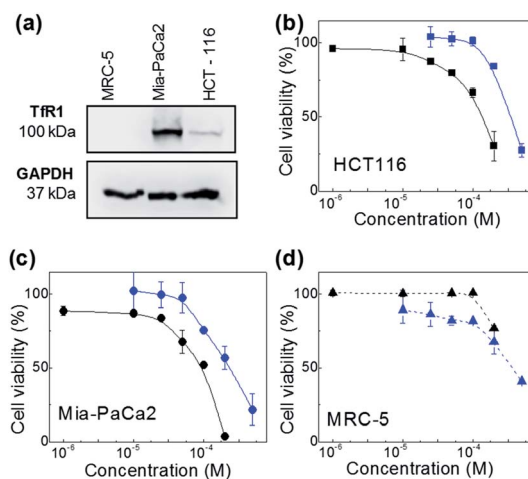 (a)
MRC-5
Mia-PaCa2
HCT - 116
TfR1
100 kDa
GAPDH
37 kDa
(b)
Cell viability (%)
100
50
0
HCT116
10⁻⁶ 10⁻⁵ 10⁻⁴
Concentration (M)
(c)
Cell viability (%)
100
50
0
Mia-PaCa2
10⁻⁶ 10⁻⁵ 10⁻⁴
Concentration (M)
(d)
Cell viability (%)
100
50
0
MRC-5
10⁻⁶ 10⁻⁵ 10⁻⁴
Concentration (M)